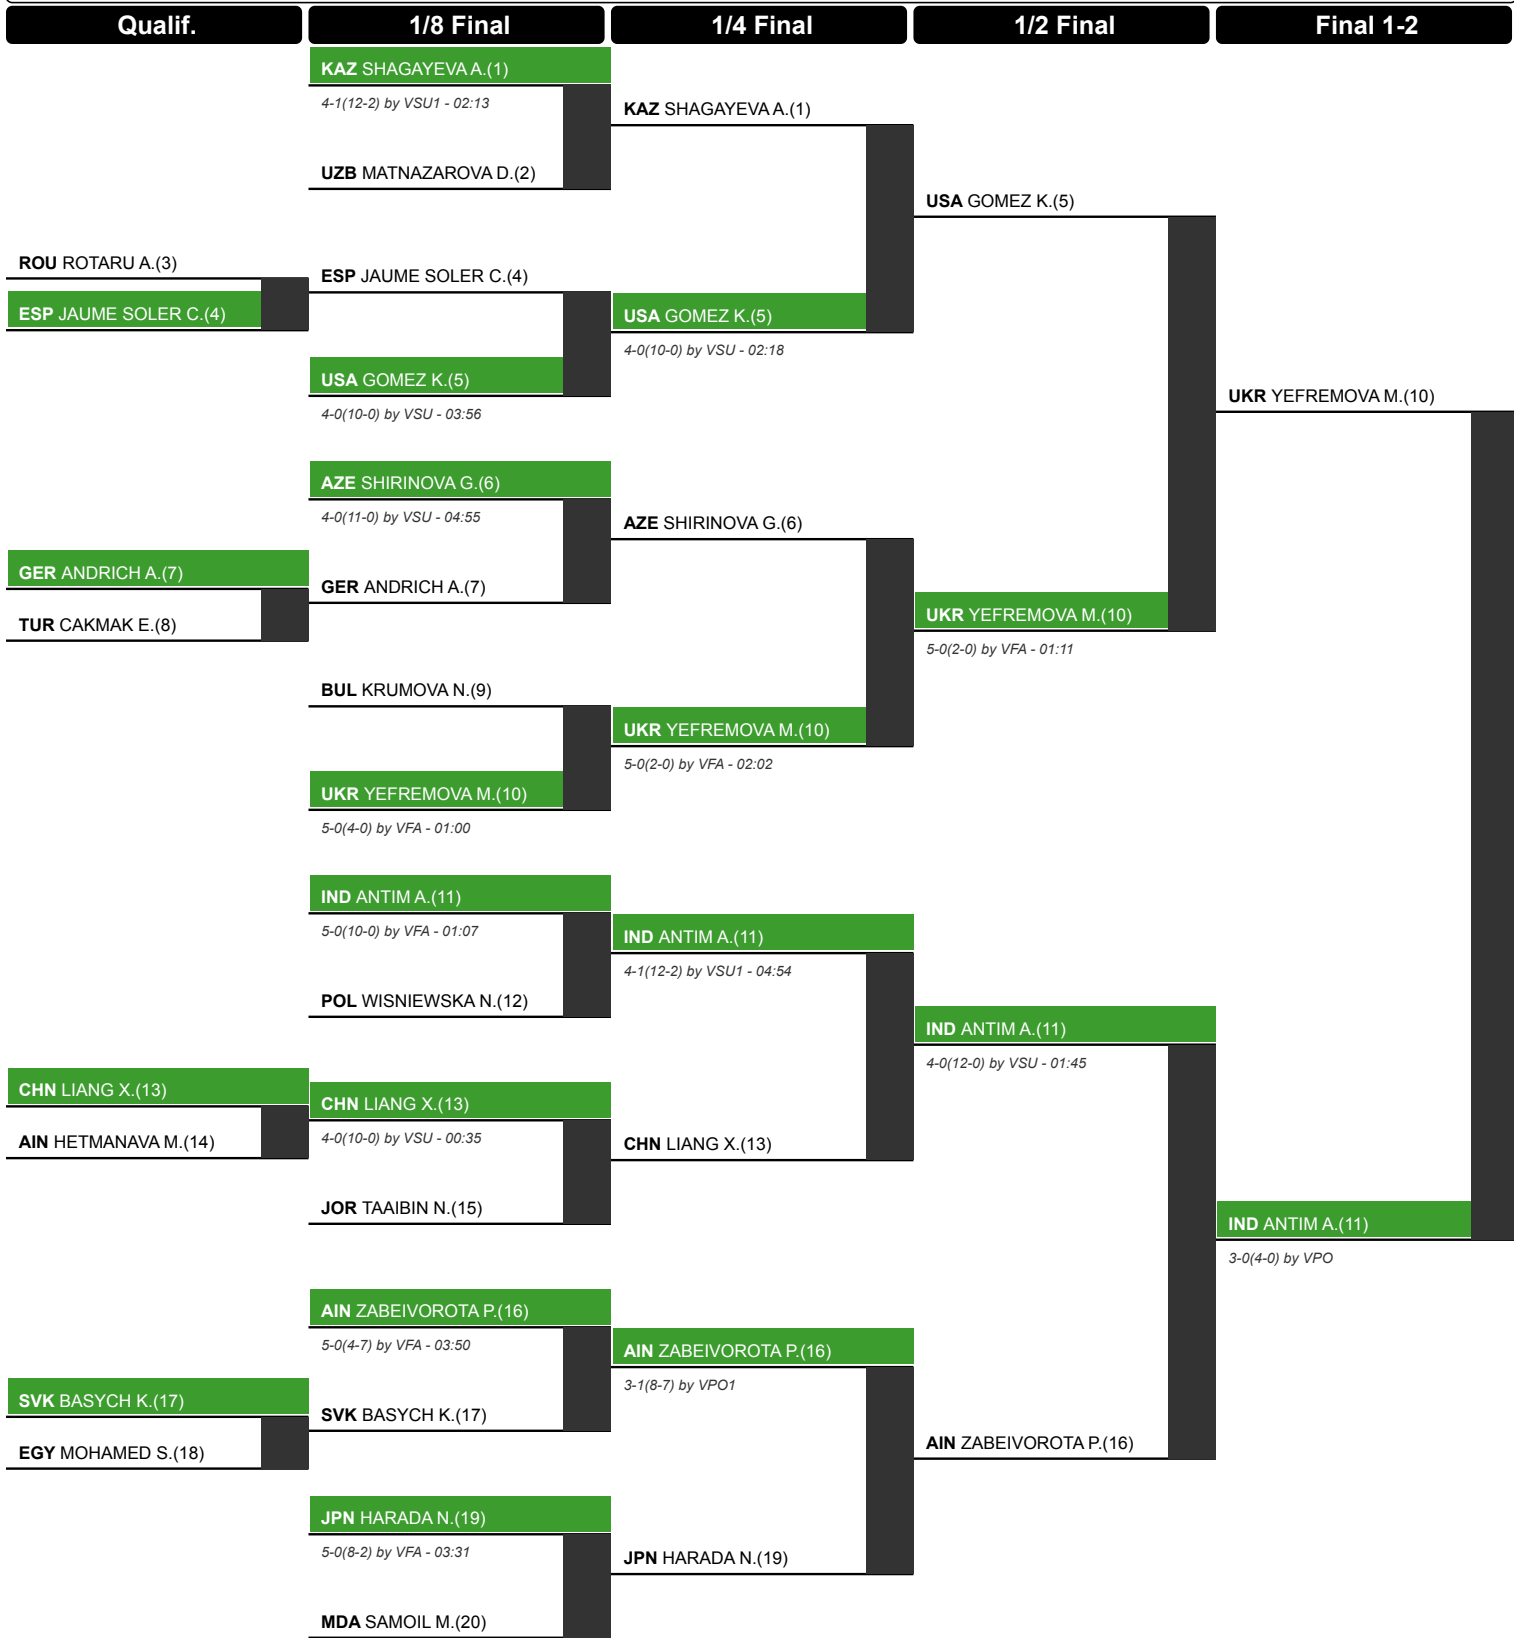 Qualif.
1/8 Final
1/4 Final
1/2 Final
Final 1-2
ROU ROTARU A.(3)
ESP JAUME SOLER C.(4)
GER ANDRICH A.(7)
TUR CAKMAK E.(8)
CHN LIANG X.(13)
AIN HETMANAVA M.(14)
SVK BASYCH K.(17)
EGY MOHAMED S.(18)
KAZ SHAGAYEVA A.(1)
4-1(12-2) by VSU1 - 02:13
UZB MATNAZAROVA D.(2)
ESP JAUME SOLER C.(4)
USA GOMEZ K.(5)
4-0(10-0) by VSU - 03:56
AZE SHIRINOVA G.(6)
4-0(11-0) by VSU - 04:55
GER ANDRICH A.(7)
BUL KRUMOVA N.(9)
UKR YEFREMOVA M.(10)
5-0(4-0) by VFA - 01:00
IND ANTIM A.(11)
5-0(10-0) by VFA - 01:07
POL WISNIEWSKA N.(12)
CHN LIANG X.(13)
4-0(10-0) by VSU - 00:35
JOR TAAIBIN N.(15)
AIN ZABEIVOROTA P.(16)
5-0(4-7) by VFA - 03:50
SVK BASYCH K.(17)
JPN HARADA N.(19)
5-0(8-2) by VFA - 03:31
MDA SAMOIL M.(20)
KAZ SHAGAYEVA A.(1)
USA GOMEZ K.(5)
4-0(10-0) by VSU - 02:18
AZE SHIRINOVA G.(6)
UKR YEFREMOVA M.(10)
5-0(2-0) by VFA - 02:02
IND ANTIM A.(11)
4-1(12-2) by VSU1 - 04:54
CHN LIANG X.(13)
AIN ZABEIVOROTA P.(16)
3-1(8-7) by VPO1
JPN HARADA N.(19)
USA GOMEZ K.(5)
UKR YEFREMOVA M.(10)
5-0(2-0) by VFA - 01:11
IND ANTIM A.(11)
4-0(12-0) by VSU - 01:45
AIN ZABEIVOROTA P.(16)
UKR YEFREMOVA M.(10)
IND ANTIM A.(11)
3-0(4-0) by VPO